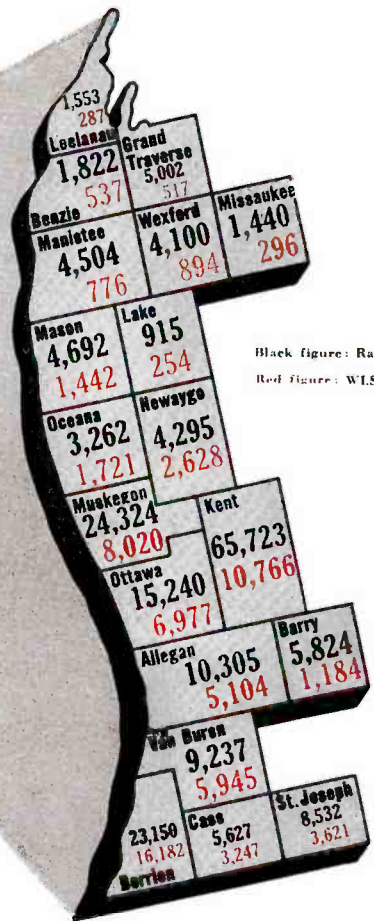 1,553
287
Leelanau
Grand
Traverse
5,002
517
1,822
537
Benzie
Manistee
4,504
776
Wexford
4,100
894
Missaukee
1,440
296
Mason
4,692
1,442
Lake
915
254
Black figure: Ra
Red figure: WLS
Oceana
3,262
1,721
Newaygo
4,295
2,628
Muskegon
24,324
8,020
Kent
65,723
10,766
Ottawa
15,240
6,977
Allegan
10,305
5,104
Barry
5,824
1,184
Van Buren
9,237
5,945
23,150
16,182
Berrien
Cass
5,627
3,247
St. Joseph
8,532
3,621